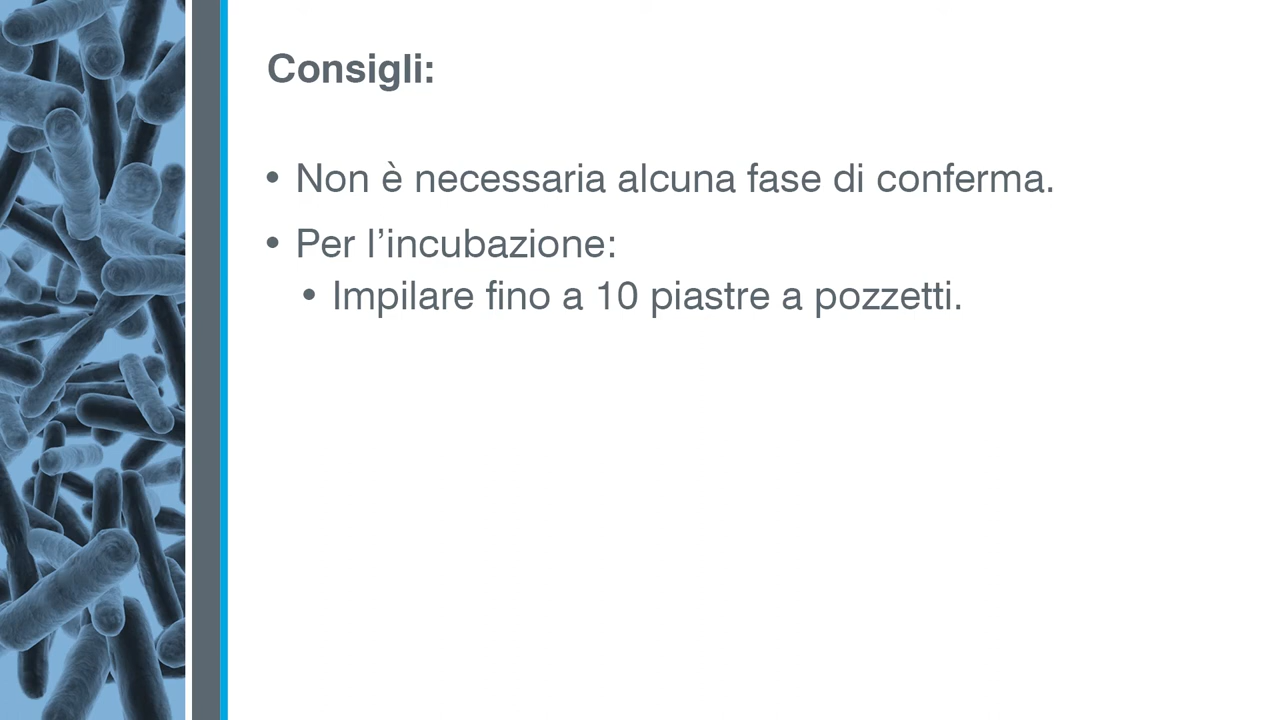 Consigli:
• Non è necessaria alcuna fase di conferma.
• Per l’incubazione:
• Impilare fino a 10 piastre a pozzetti.